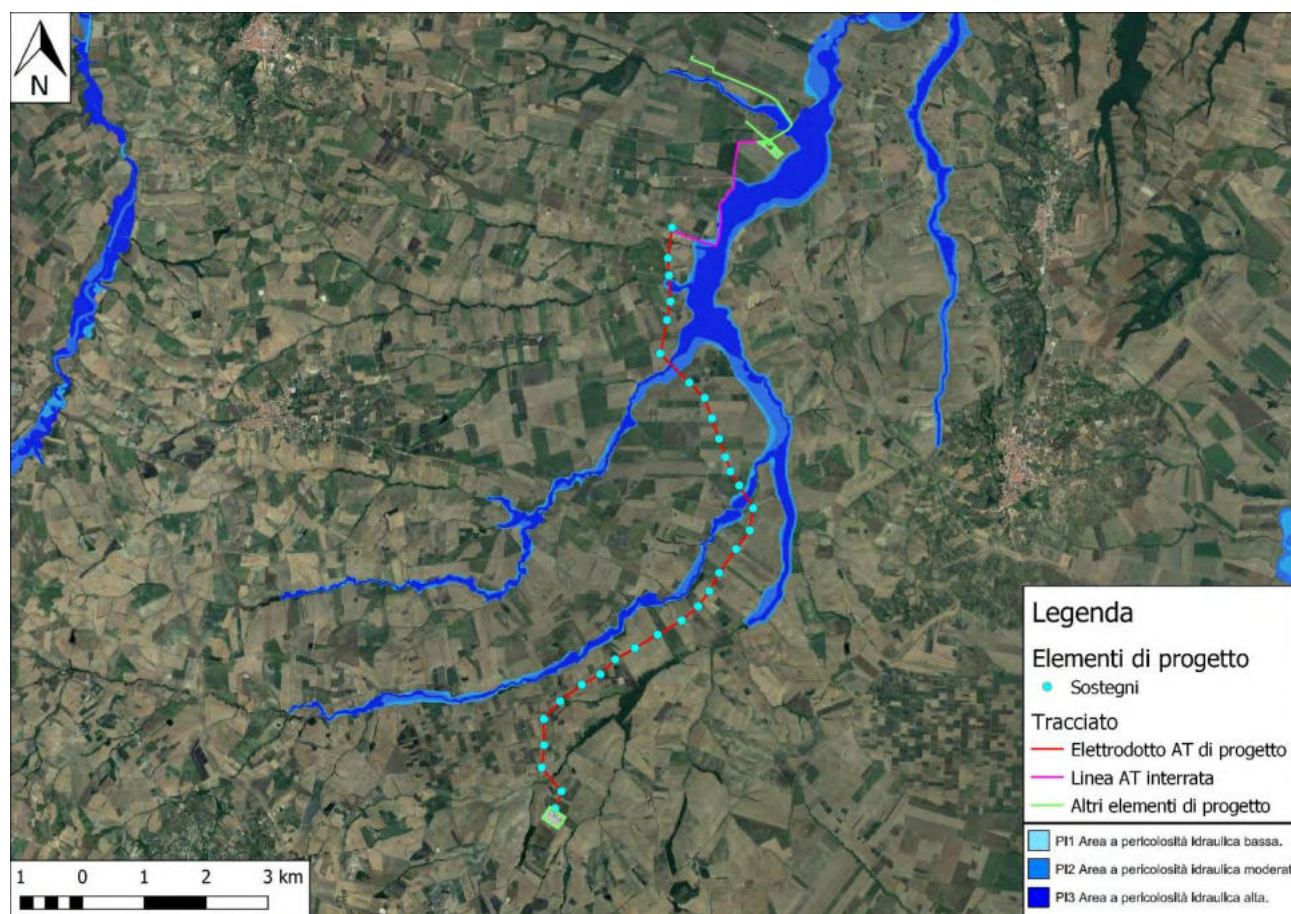 N
Legenda
Elementi di progetto
Sostegni
Tracciato
Elettrodotto AT di progetto
Linea AT interrata
Altri elementi di progetto
PI1 Area a pericolosità idraulica bassa.
PI2 Area a pericolosità idraulica moderat
PI3 Area a pericolosità idraulica alta.
1 0 1 2 3 km